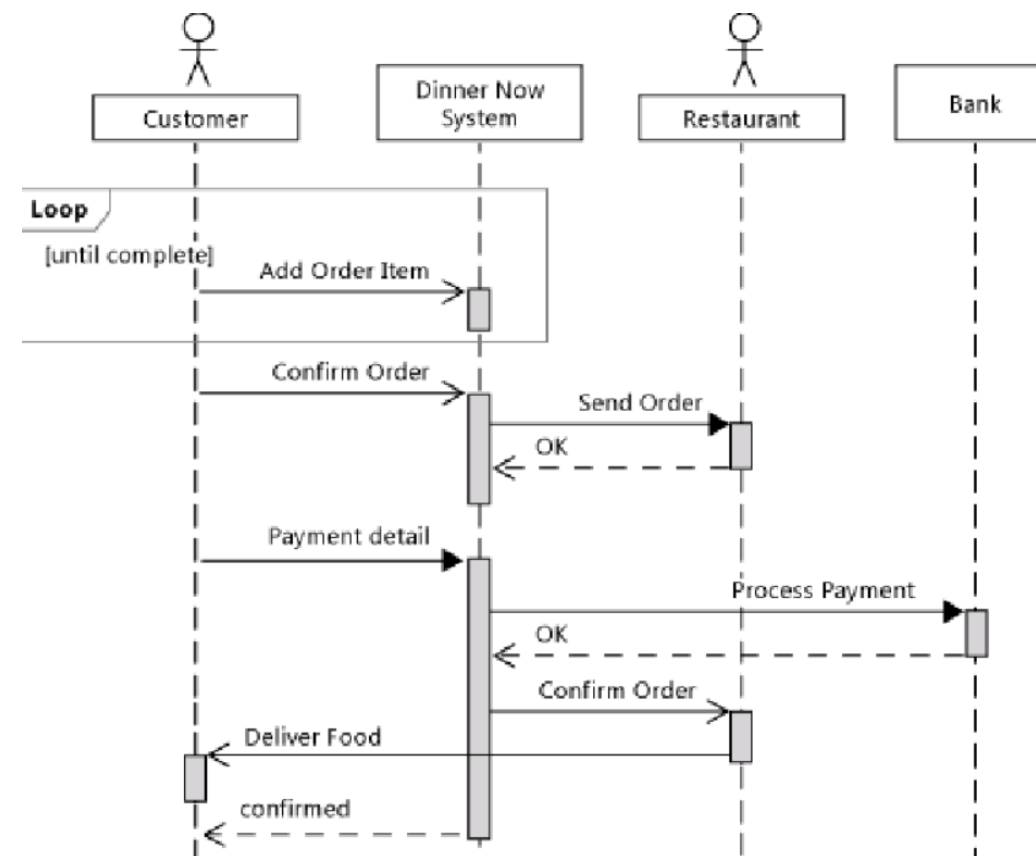 Customer
Dinner Now
System
Restaurant
Bank
Loop
[until complete]
Add Order Item
Confirm Order
Send Order
OK
Payment detail
Process Payment
OK
Confirm Order
Deliver Food
confirmed